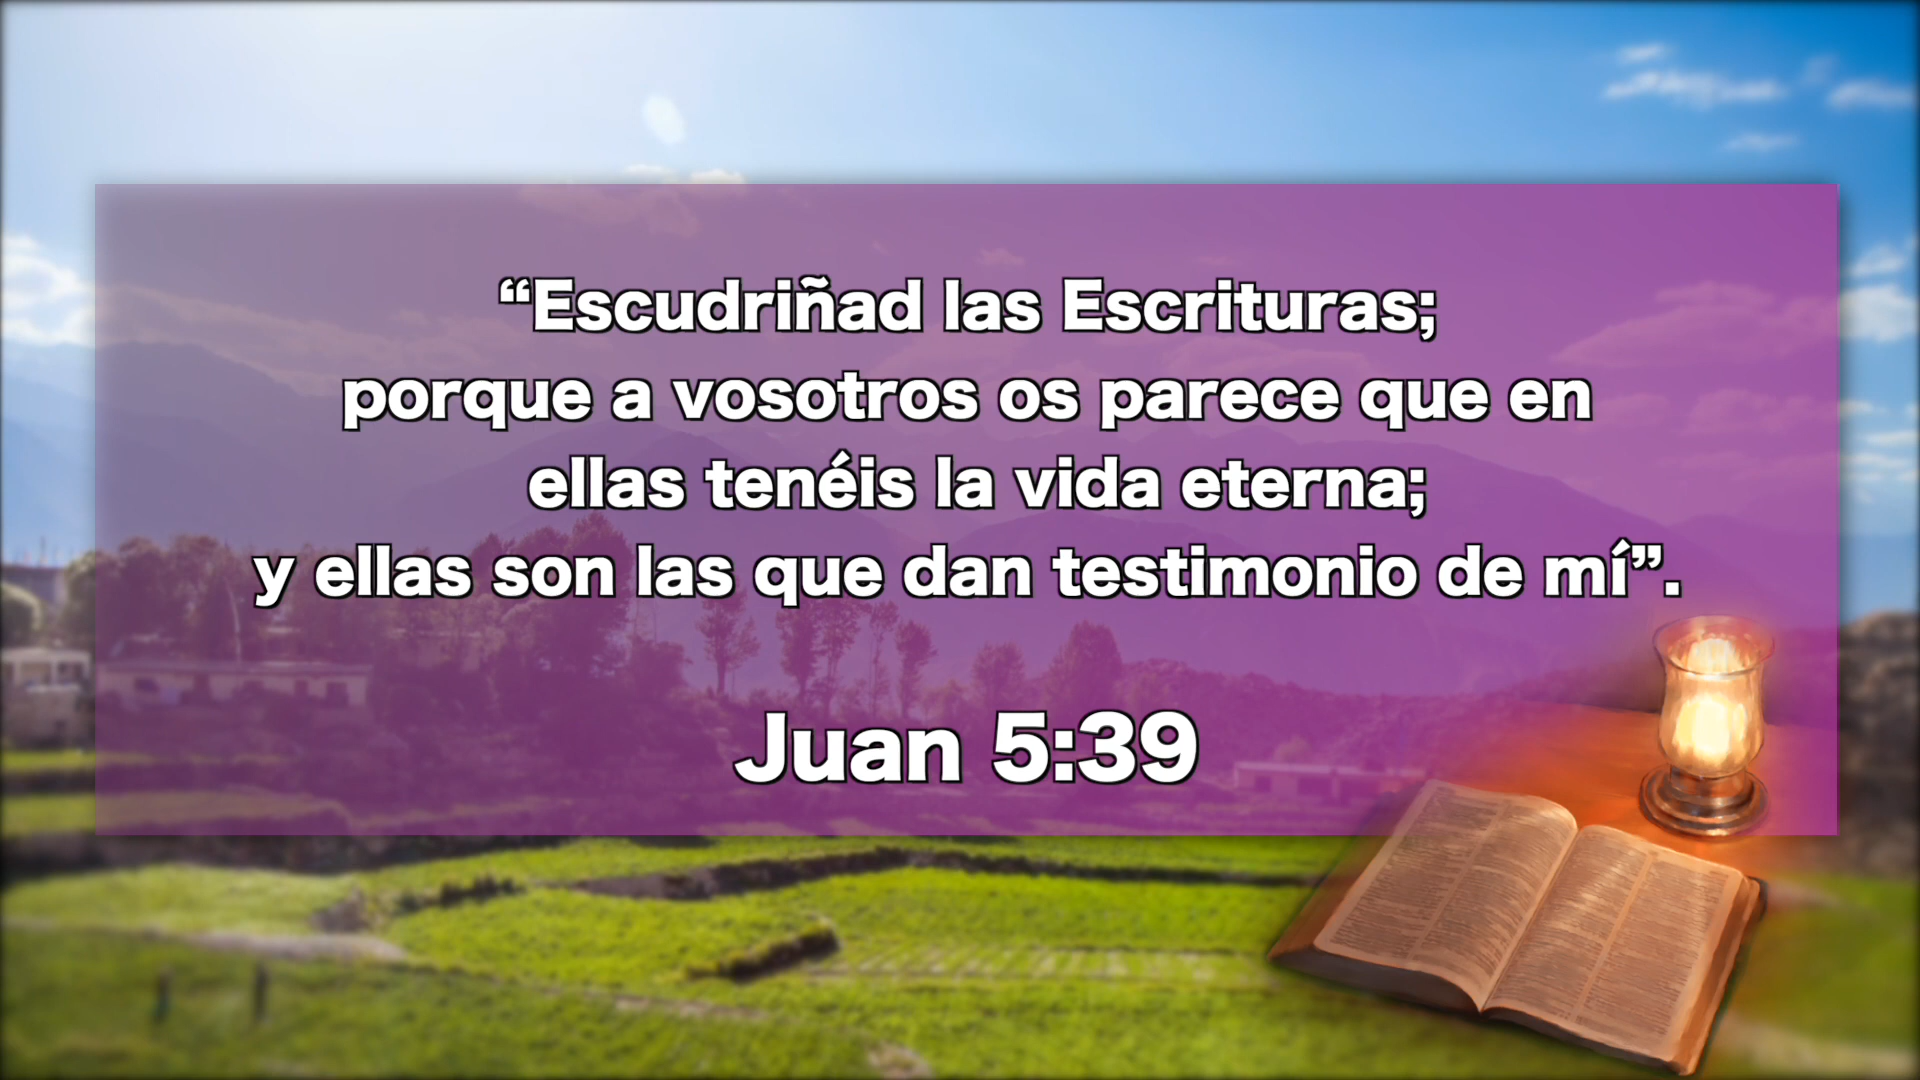 “Escudriñad las Escrituras;
porque a vosotros os parece que en
ellas tenéis la vida eterna;
y ellas son las que dan testimonio de mí”.
Juan 5:39